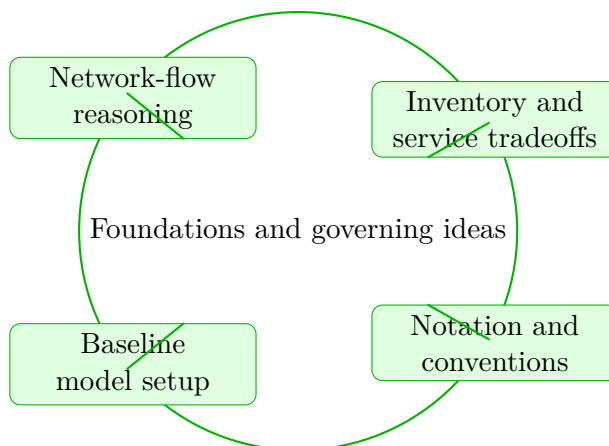 Network-flow
reasoning
Inventory and
service tradeoffs
Foundations and governing ideas
Baseline
model setup
Notation and
conventions